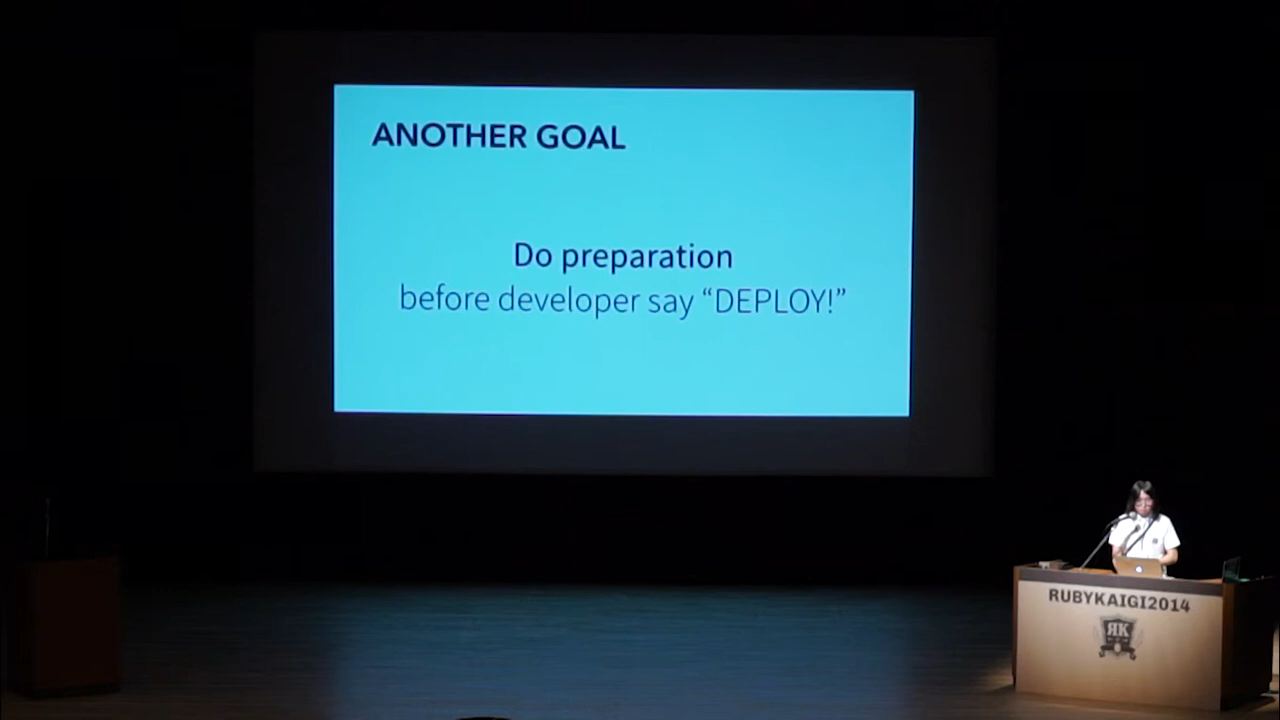 ANOTHER GOAL
Do preparation
before developer say “DEPLOY!”
RUBYKAIGI2014
RK